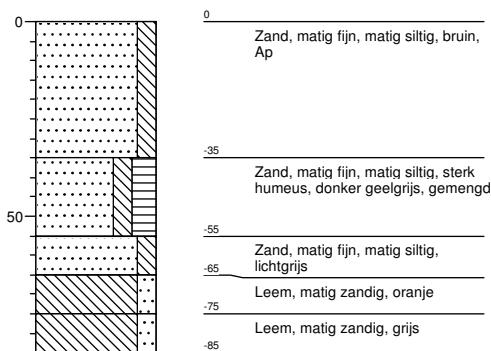 0
0
Zand, matig fijn, matig siltig, bruin,
Ap
-35
Zand, matig fijn, matig siltig, sterk
humeus, donker geelgrijs, gemengd
50
-55
Zand, matig fijn, matig siltig,
lichtgrijs
-65
Leem, matig zandig, oranje
-75
Leem, matig zandig, grijs
-85